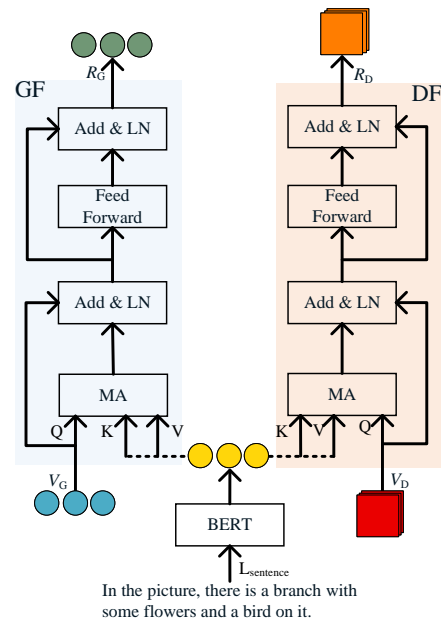 R_G
R_D
GF
DF
Add & LN
Add & LN
Feed
Forward
Feed
Forward
Add & LN
Add & LN
MA
MA
Q
K
V
K
V
Q
V_G
V_D
BERT
L_sentence
In the picture, there is a branch with
some flowers and a bird on it.